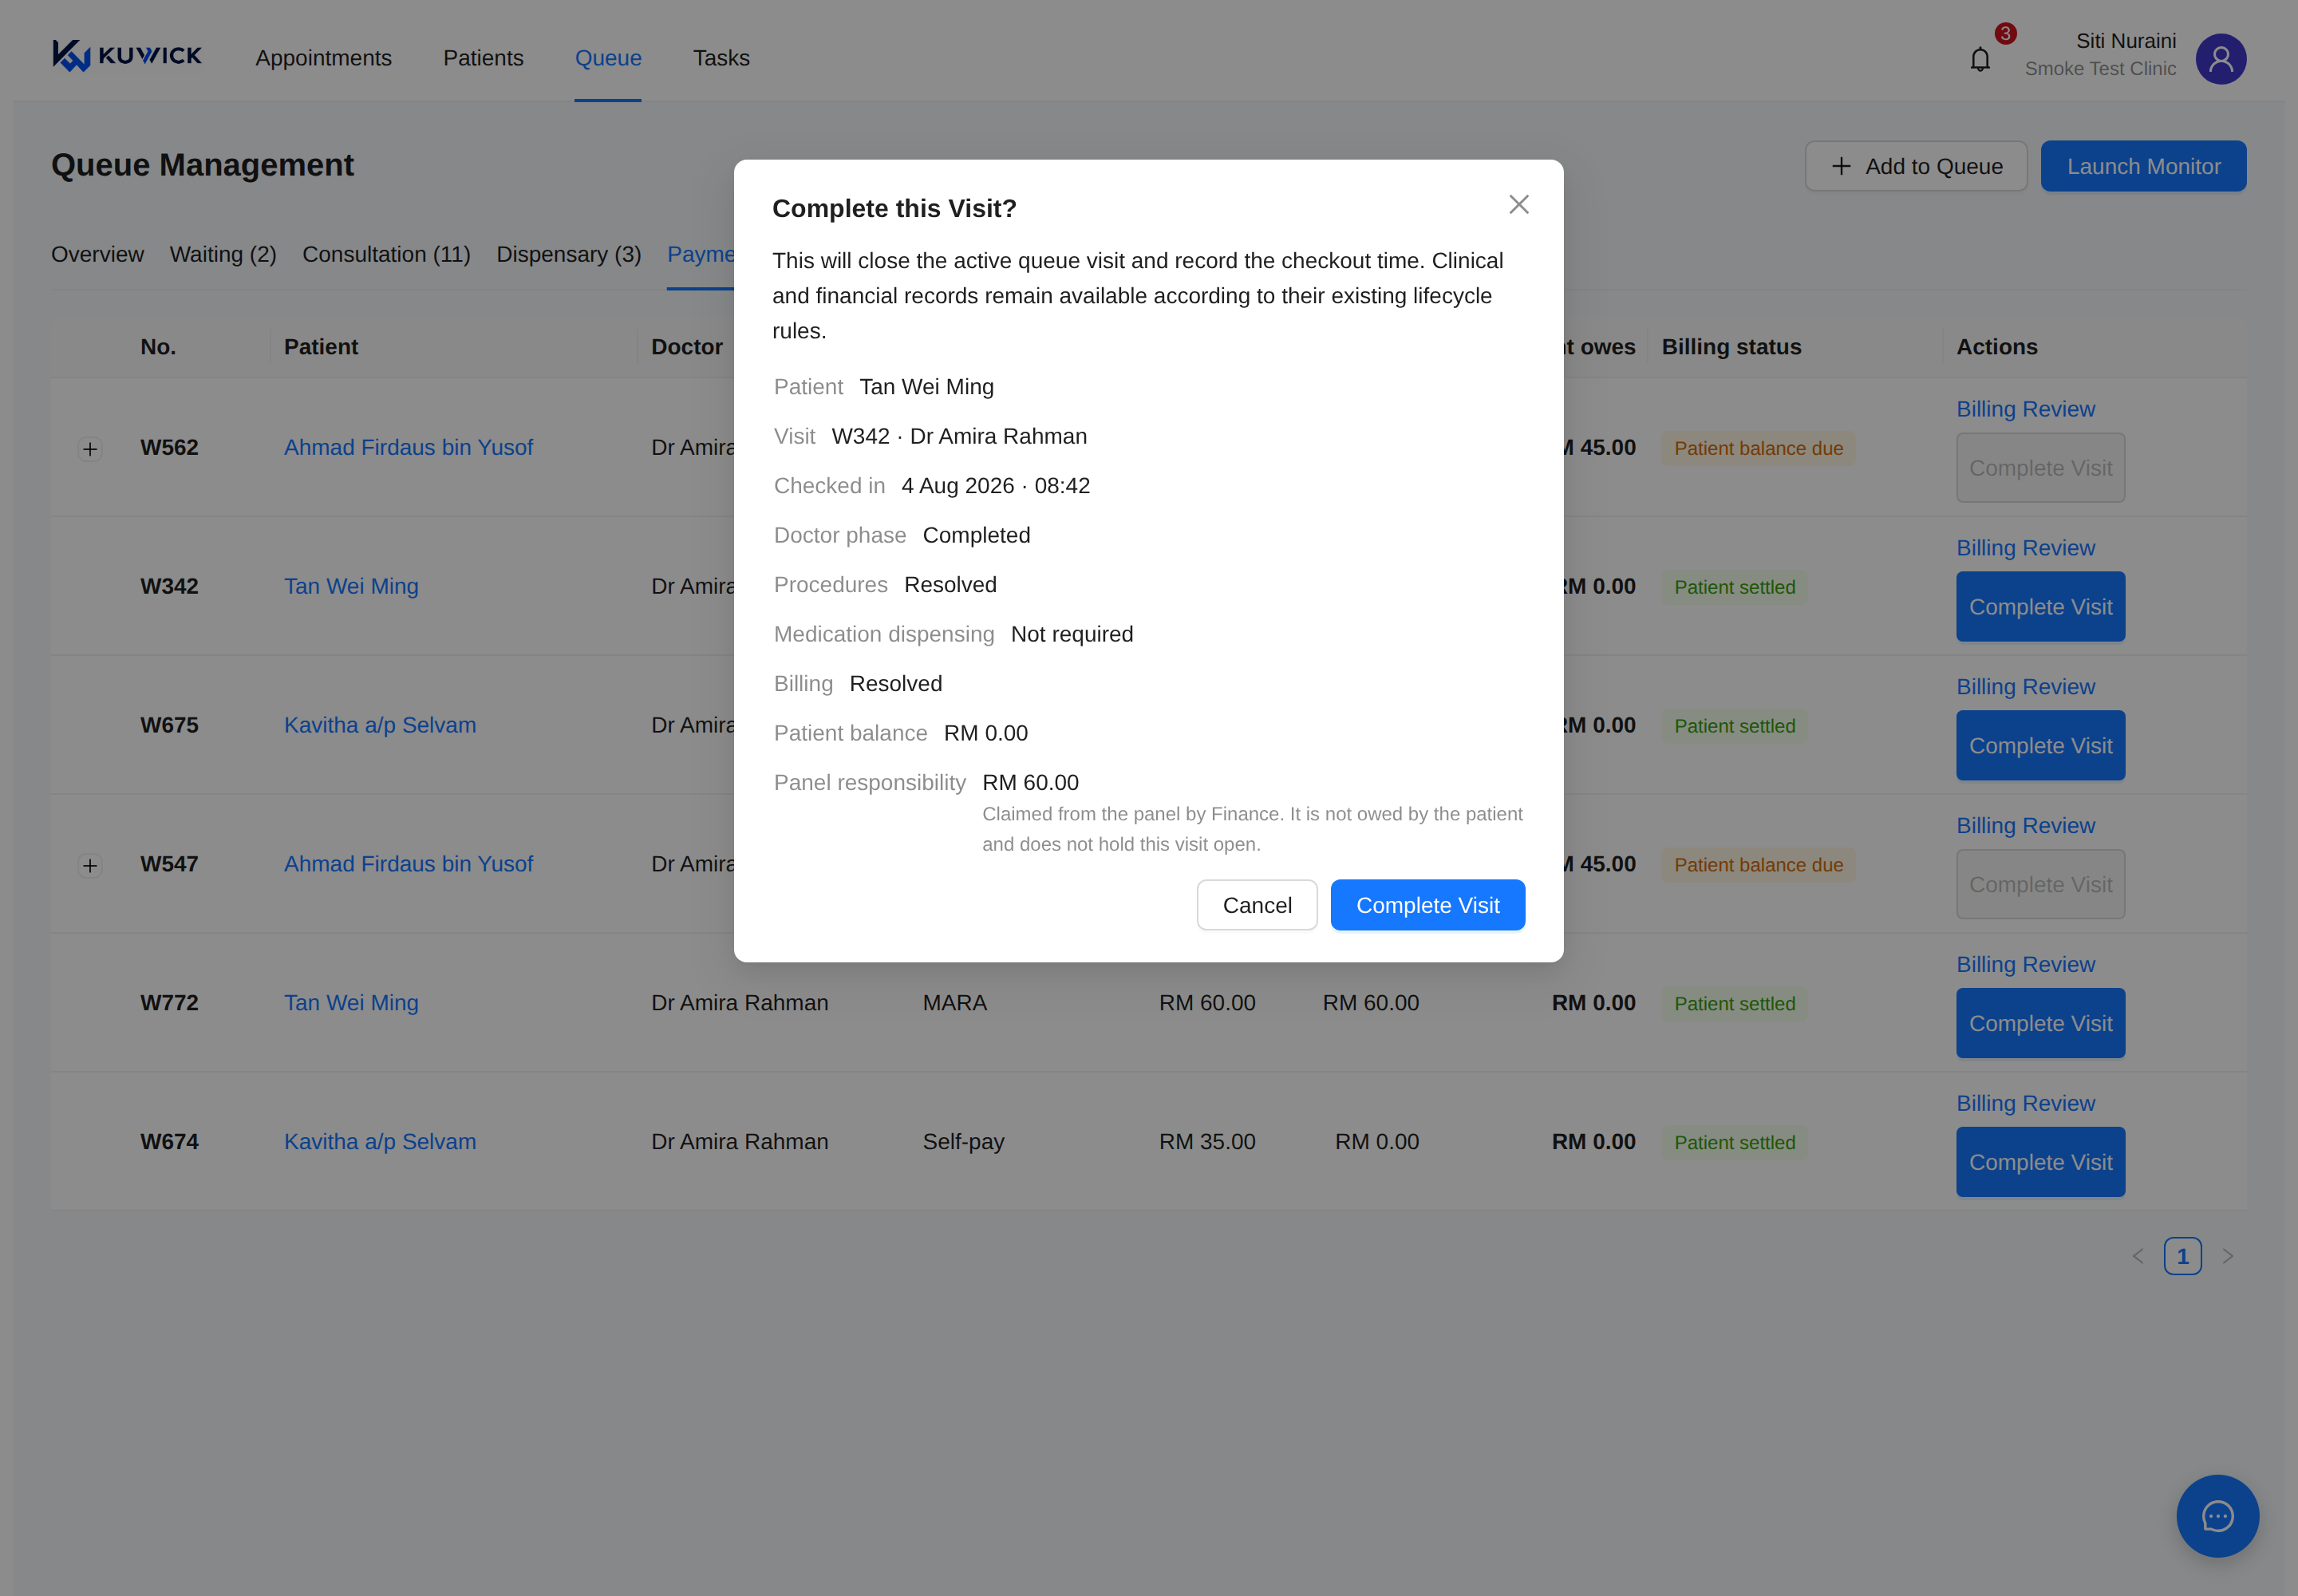 KUWICK
Appointments Patients Queue Tasks
3
Siti Nuraini
Smoke Test Clinic
Queue Management
Add to Queue Launch Monitor
Overview Waiting (2) Consultation (11) Dispensary (3)
No. Patient Doctor owes Billing status Actions
W562 Ahmad Firdaus bin Yusof Dr 45.00 Patient balance due Billing Review
Complete Visit
W342 Tan Wei Ming Dr 0.00 Patient settled Billing Review
Complete Visit
W675 Kavitha a/p Selvam Dr 0.00 Patient settled Billing Review
Complete Visit
W547 Ahmad Firdaus bin Yusof Dr 45.00 Patient balance due Billing Review
Complete Visit
W772 Tan Wei Ming Dr Amira Rahman MARA RM 60.00 RM 60.00 RM 0.00 Patient settled Billing Review
Complete Visit
W674 Kavitha a/p Selvam Dr Amira Rahman Self-pay RM 35.00 RM 0.00 RM 0.00 Patient settled Billing Review
Complete Visit
1
Complete this Visit?
This will close the active queue visit and record the checkout time. Clinical
and financial records remain available according to their existing lifecycle
rules.
Patient Tan Wei Ming
Visit W342 · Dr Amira Rahman
Checked in 4 Aug 2026 · 08:42
Doctor phase Completed
Procedures Resolved
Medication dispensing Not required
Billing Resolved
Patient balance RM 0.00
Panel responsibility RM 60.00
Claimed from the panel by Finance. It is not owed by the patient
and does not hold this visit open.
Cancel Complete Visit